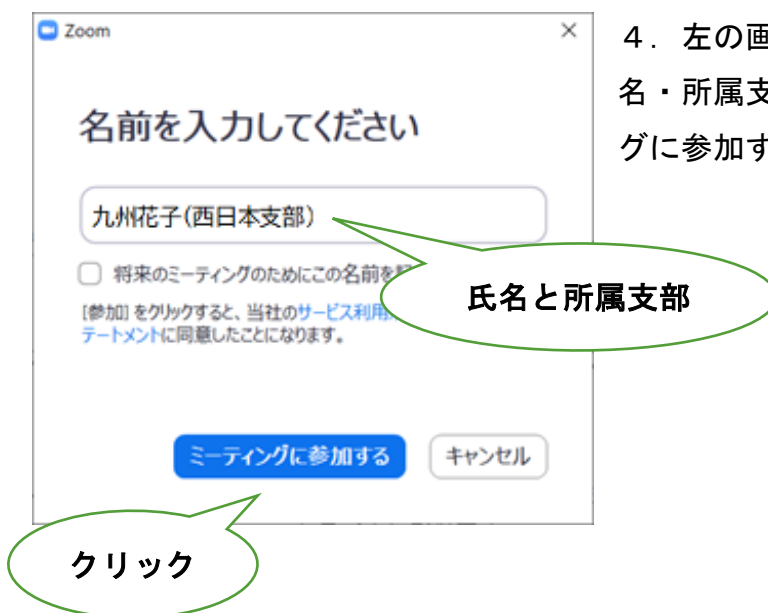 Zoom
４．左の画
名・所属支
グに参加す
名前を入力してください
九州花子(西日本支部)
将来のミーティングのためにこの名前を
[参加] をクリックすると、当社のサービス利用
テートメントに同意したことになります。
氏名と所属支部
ミーティングに参加する
キャンセル
クリック